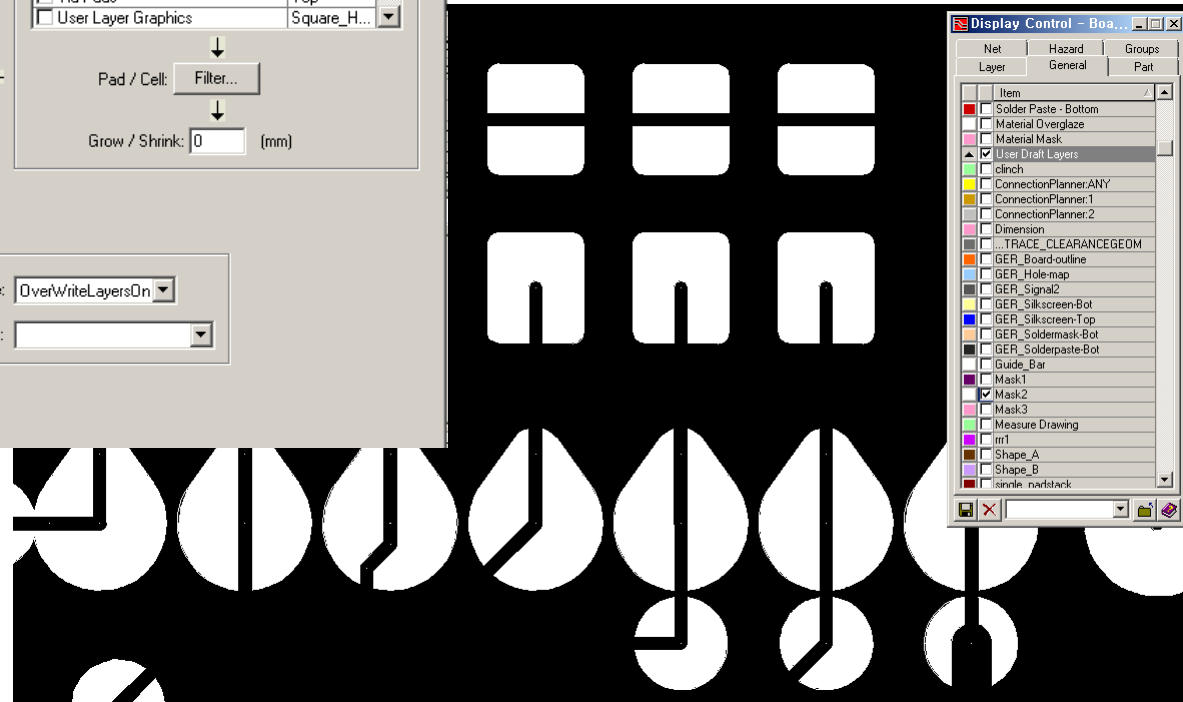 Top
User Layer Graphics Square_H...
Pad / Cell: Filter...
Grow / Shrink: 0 (mm)
OverWriteLayersOn
Display Control - Boa...
Net Hazard Groups
Layer General Part
Item
Solder Paste - Bottom
Material Overglaze
Material Mask
User Draft Layers
clinch
ConnectionPlanner:ANY
ConnectionPlanner:1
ConnectionPlanner:2
Dimension
...TRACE_CLEARANCEGEOM
GER_Board-outline
GER_Hole-map
GER_Signal2
GER_Silkscreen-Bot
GER_Silkscreen-Top
GER_Soldermask-Bot
GER_Solderpaste-Bot
Guide_Bar
Mask1
Mask2
Mask3
Measure Drawing
rrr1
Shape_A
Shape_B
single_padstack